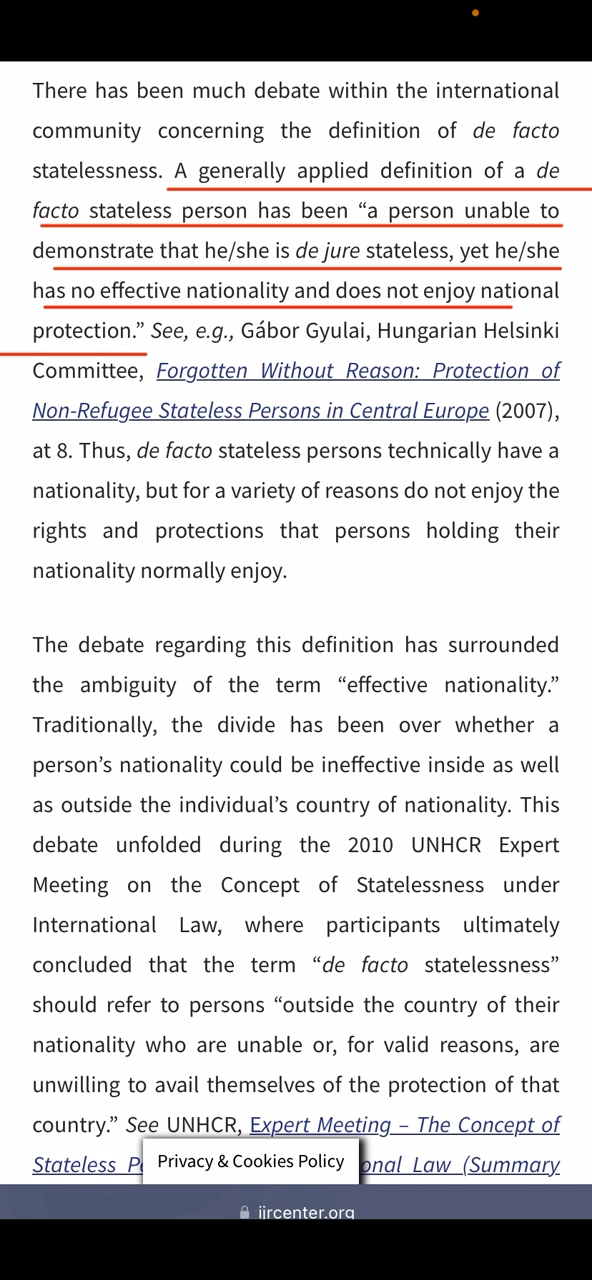 There has been much debate within the international
community concerning the definition of de facto
statelessness. A generally applied definition of a de
facto stateless person has been “a person unable to
demonstrate that he/she is de jure stateless, yet he/she
has no effective nationality and does not enjoy national
protection.” See, e.g., Gábor Gyulai, Hungarian Helsinki
Committee, Forgotten Without Reason: Protection of
Non-Refugee Stateless Persons in Central Europe (2007),
at 8. Thus, de facto stateless persons technically have a
nationality, but for a variety of reasons do not enjoy the
rights and protections that persons holding their
nationality normally enjoy.
The debate regarding this definition has surrounded
the ambiguity of the term “effective nationality.”
Traditionally, the divide has been over whether a
person’s nationality could be ineffective inside as well
as outside the individual’s country of nationality. This
debate unfolded during the 2010 UNHCR Expert
Meeting on the Concept of Statelessness under
International Law, where participants ultimately
concluded that the term “de facto statelessness”
should refer to persons “outside the country of their
nationality who are unable or, for valid reasons, are
unwilling to avail themselves of the protection of that
country.” See UNHCR, Expert Meeting – The Concept of
Stateless Law (Summary
Privacy & Cookies Policy
ijrcenter.org